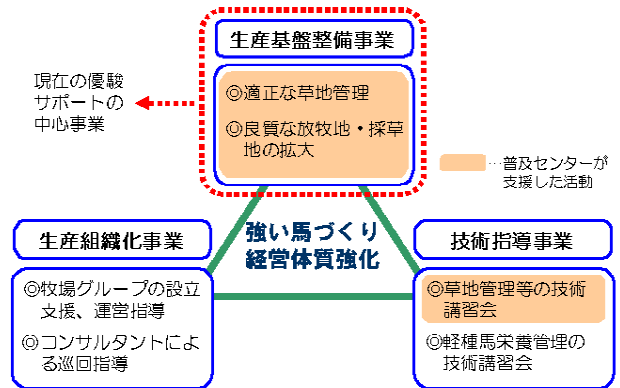 生産基盤整備事業
◎適正な草地管理
◎良質な放牧地・採草
地の拡大
現在の優駿
サポートの
中心事業
…普及センターが
支援した活動
強い馬づくり
経営体質強化
生産組織化事業
◎牧場グループの設立
支援、運営指導
◎コンサルタントによ
る巡回指導
技術指導事業
◎草地管理等の技術
講習会
◎軽種馬栄養管理の
技術講習会